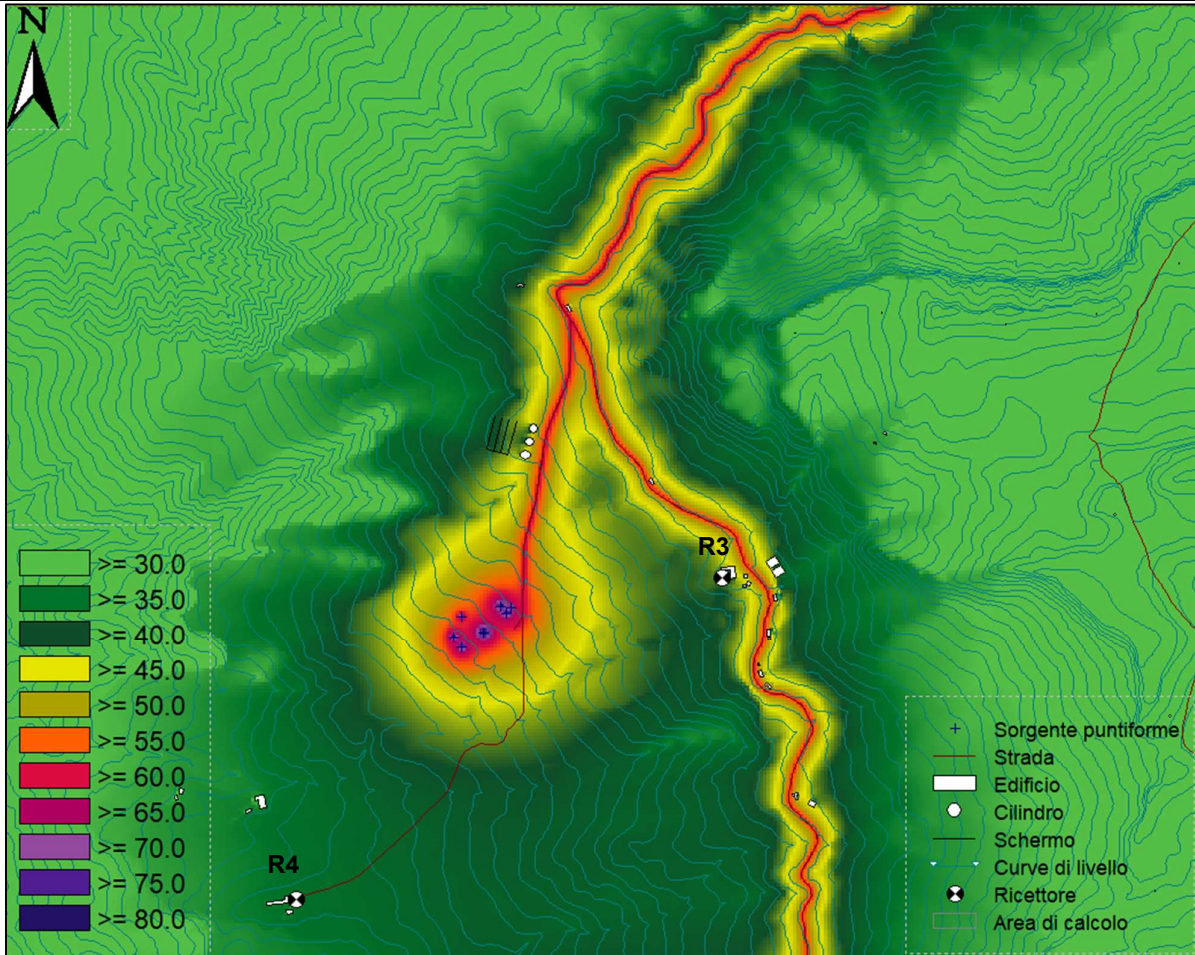 N
R3
R4
>= 30.0
>= 35.0
>= 40.0
>= 45.0
>= 50.0
>= 55.0
>= 60.0
>= 65.0
>= 70.0
>= 75.0
>= 80.0
Sorgente puntiforme
Strada
Edificio
Cilindro
Schermo
Curve di livello
Ricettore
Area di calcolo